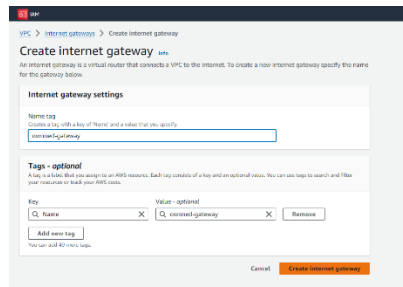 IAM
VPC > Internet gateways > Create internet gateway
Create internet gateway Info
An internet gateway is a virtual router that connects a VPC to the internet. To create a new internet gateway specify the name
for the gateway below.
Internet gateway settings
Name tag
Creates a tag with a key of 'Name' and a value that you specify.
Tags - optional
A tag is a label that you assign to an AWS resource. Each tag consists of a key and an optional value. You can use tags to search and filter
your resources or track your AWS costs.
Key Value - optional
Name Remove
Add new tag
You can add 49 more tags.
Cancel Create internet gateway